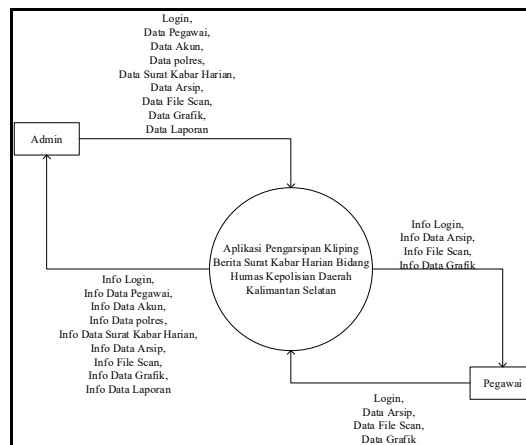 Login,
Data Pegawai,
Data Akun,
Data polres,
Data Surat Kabar Harian,
Data Arsip,
Data File Scan,
Data Grafik,
Data Laporan
Admin
Aplikasi Pengarsipan Kliping
Berita Surat Kabar Harian Bidang
Humas Kepolisian Daerah
Kalimantan Selatan
Info Login,
Info Data Arsip,
Info File Scan,
Info Data Grafik
Info Login,
Info Data Pegawai,
Info Data Akun,
Info Data polres,
Info Data Surat Kabar Harian,
Info Data Arsip,
Info File Scan,
Info Data Grafik,
Info Data Laporan
Pegawai
Login,
Data Arsip,
Data File Scan,
Data Grafik